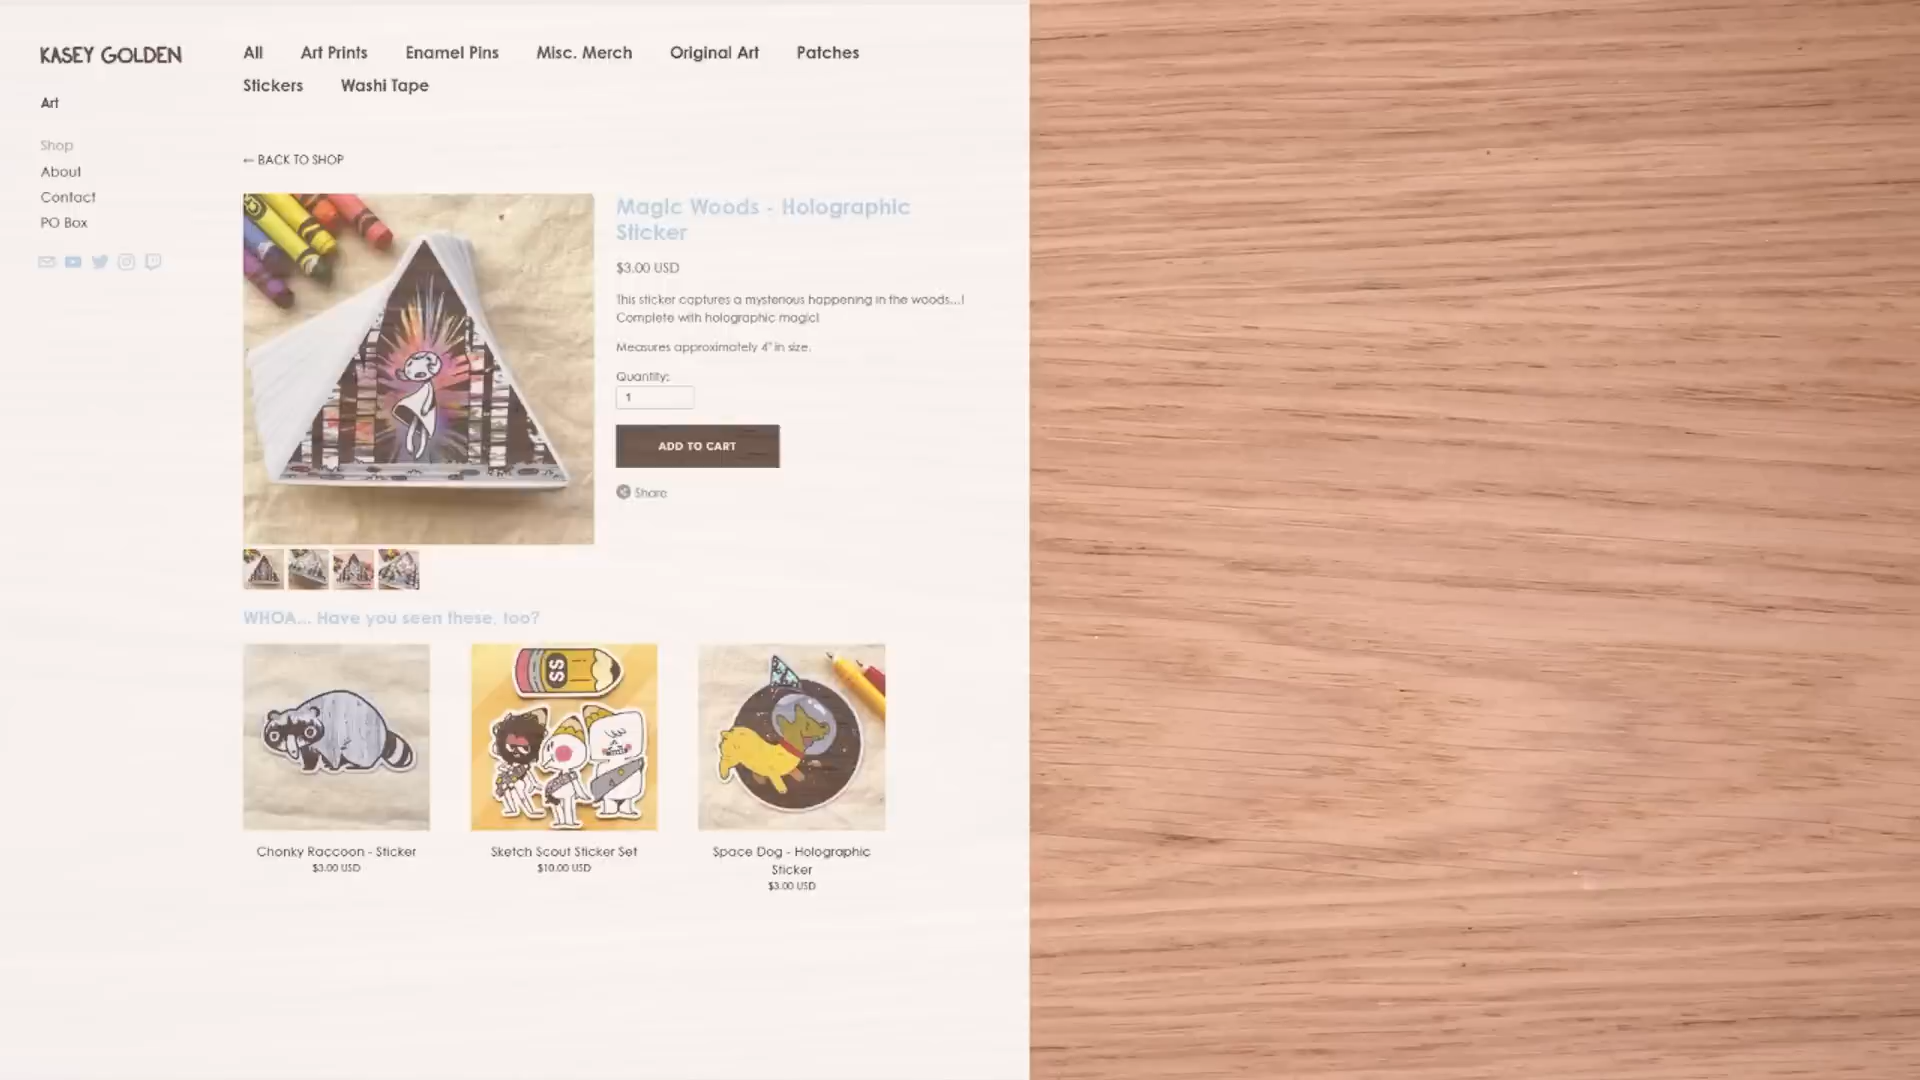 KASEY GOLDEN
All Art Prints Enamel Pins Misc. Merch Original Art Patches
Stickers Washi Tape
Art
Shop
About
Contact
PO Box
← BACK TO SHOP
Magic Woods - Holographic
Sticker
$3.00 USD
This sticker captures a mysterious happening in the woods...!
Complete with holographic magic!
Measures approximately 4" in size.
Quantity:
1
ADD TO CART
Share
WHOA... Have you seen these, too?
SS
Chonky Raccoon - Sticker
$3.00 USD
Sketch Scout Sticker Set
$10.00 USD
Space Dog - Holographic
Sticker
$3.00 USD